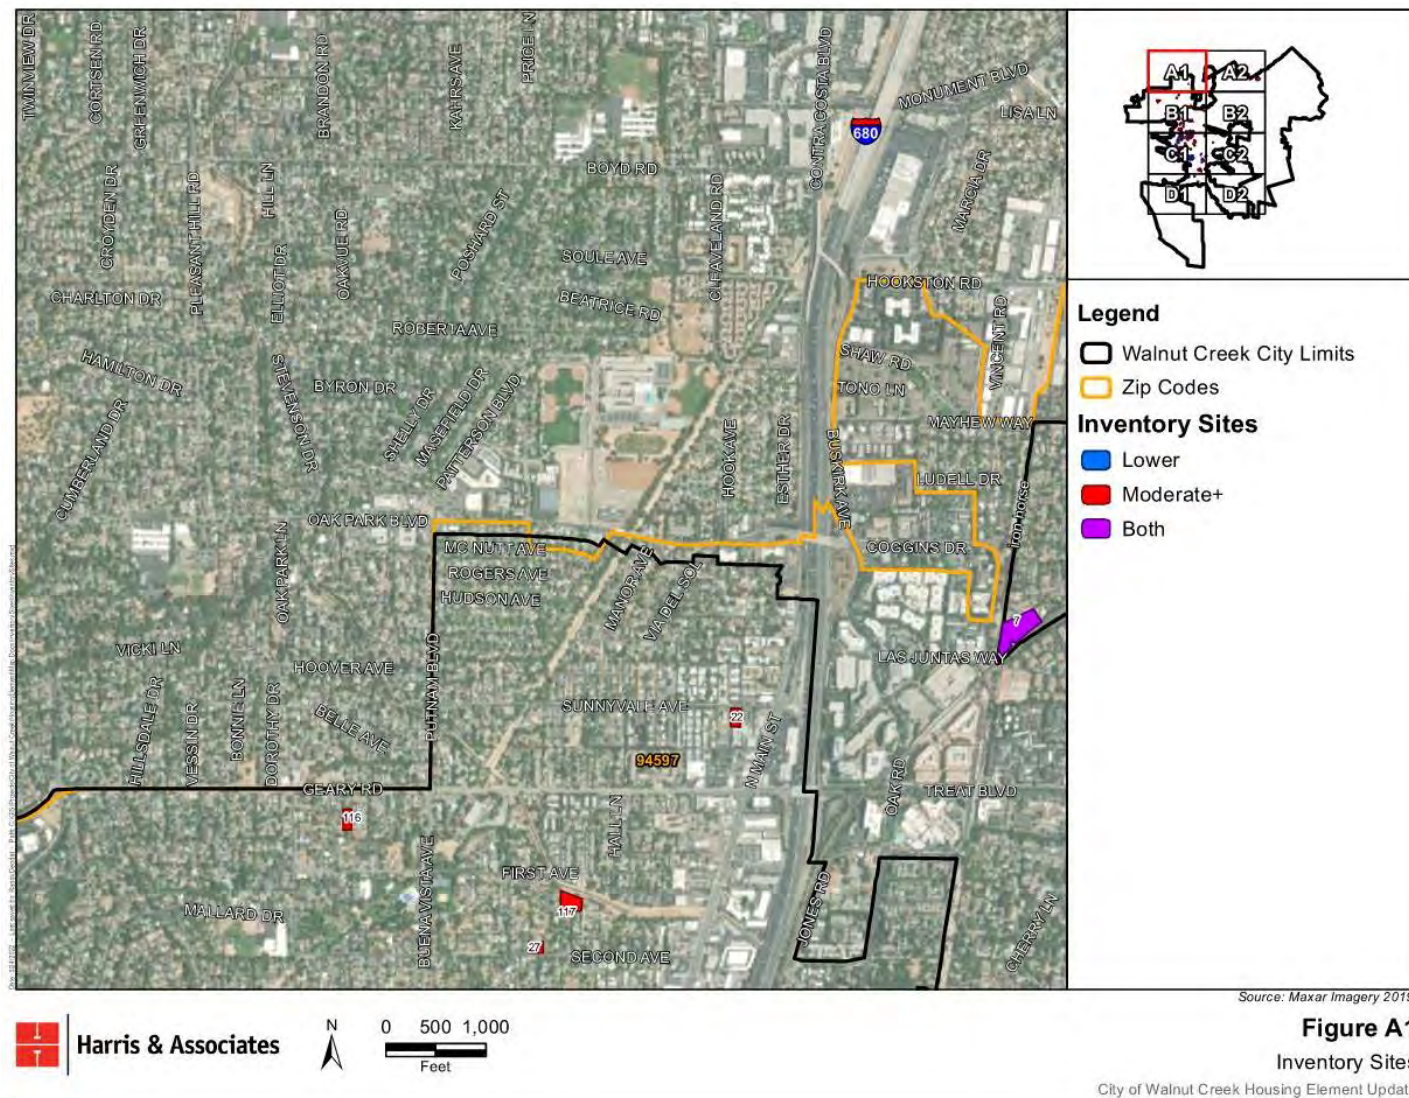 TWINVIEW DR
CORTSEN RD
GREENWICH DR
BRANDON RD
KAHRS AVE
PRICE LN
CONTRA COSTA BLVD
MONUMENT BLVD
LISA LN
680
BOYD RD
CROYDEN DR
PLEASANT HILL RD
HILL LN
ELLIOT DR
OAKVUE RD
POSHARD ST
CLEAVELAND RD
MARCIA DR
SOULE AVE
CHARLTON DR
BEATRICE RD
HOOKSTON RD
ROBERTA AVE
VINCENT RD
HAMILTON DR
BYRON DR
SHAW RD
TONO LN
STEVENSON DR
SHELLY DR
MASEFIELD DR
PATTERSON BLVD
CUMBERLAND DR
HOOK AVE
ESTHER DR
BUSKIRK AVE
MAYHEW WAY
LUDELL DR
iron horse
OAK PARK BLVD
OAK PARK LN
MC NUTT AVE
ROGERS AVE
HUDSON AVE
MANOR AVE
VIA DEL SOL
COGGINS DR
7
LAS JUNTAS WAY
VICKI LN
HOOVER AVE
PUTNAM BLVD
HILLSDALE DR
VESSIN DR
BONNIE LN
DOROTHY DR
BELLE AVE
SUNNYVALE AVE
22
N MAIN ST
94597
OAK RD
TREAT BLVD
GEARY RD
116
HALL LN
BUENA VISTA AVE
FIRST AVE
117
MALLARD DR
27
SECOND AVE
JONES RD
CHERRY LN
A1
A2
B1
B2
C1
C2
D1
D2
Legend
Walnut Creek City Limits
Zip Codes
Inventory Sites
Lower
Moderate+
Both
Source: Maxar Imagery 2019
Harris & Associates
N
0 500 1,000
Feet
Figure A1
Inventory Sites
City of Walnut Creek Housing Element Updat